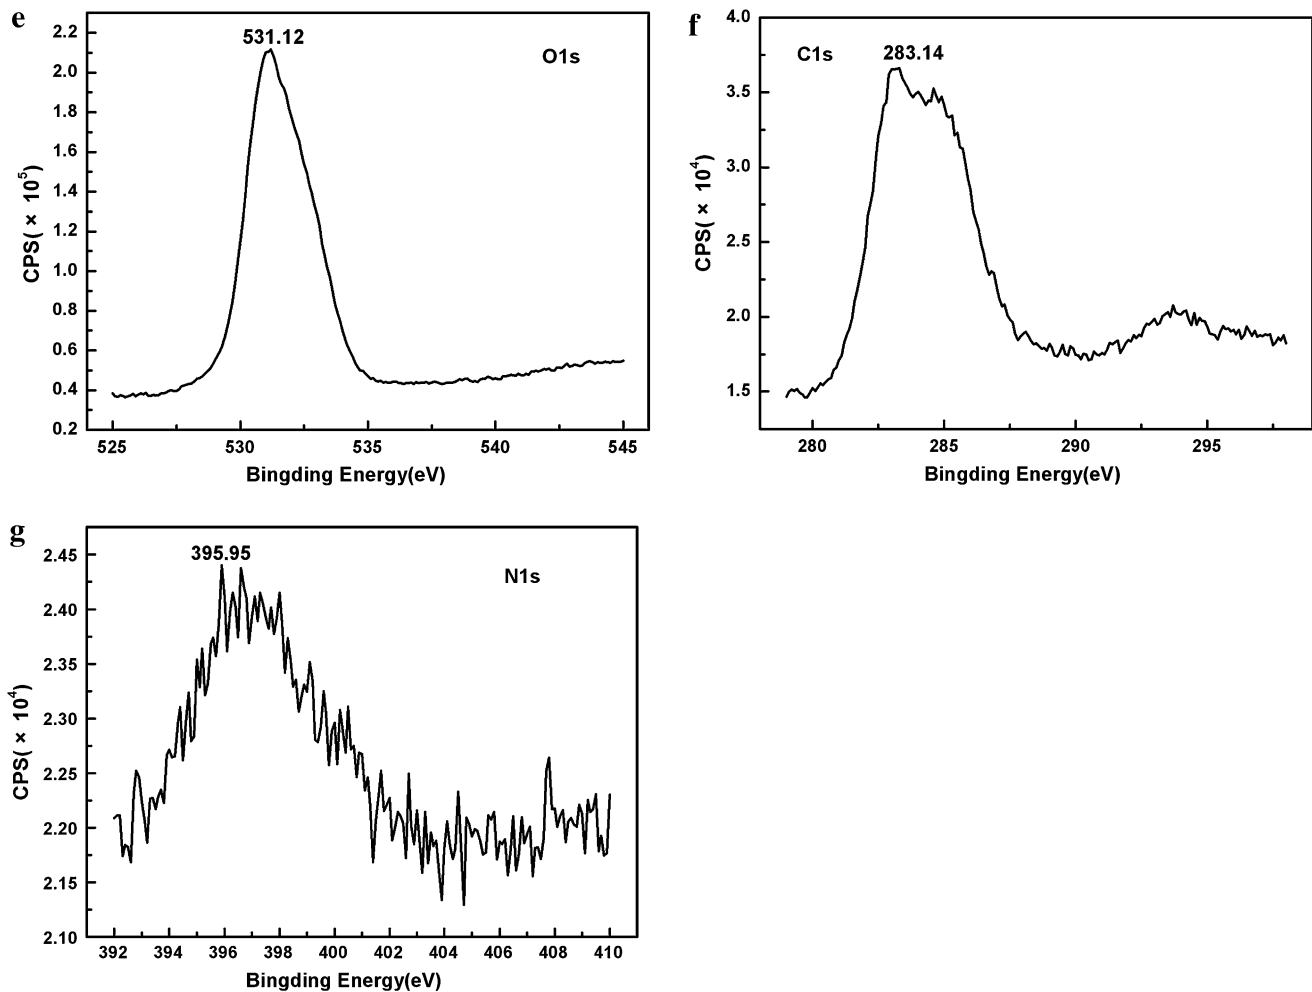 e
531.12
O1s
2.2
2.0
1.8
1.6
1.4
1.2
1.0
0.8
0.6
0.4
0.2
CPS( × 10⁵)
525 530 535 540 545
Bingding Energy(eV)
f
C1s
283.14
4.0
3.5
3.0
2.5
2.0
1.5
CPS( × 10⁴)
280 285 290 295
Bingding Energy(eV)
g
395.95
N1s
2.45
2.40
2.35
2.30
2.25
2.20
2.15
2.10
CPS( × 10⁴)
392 394 396 398 400 402 404 406 408 410
Bingding Energy(eV)